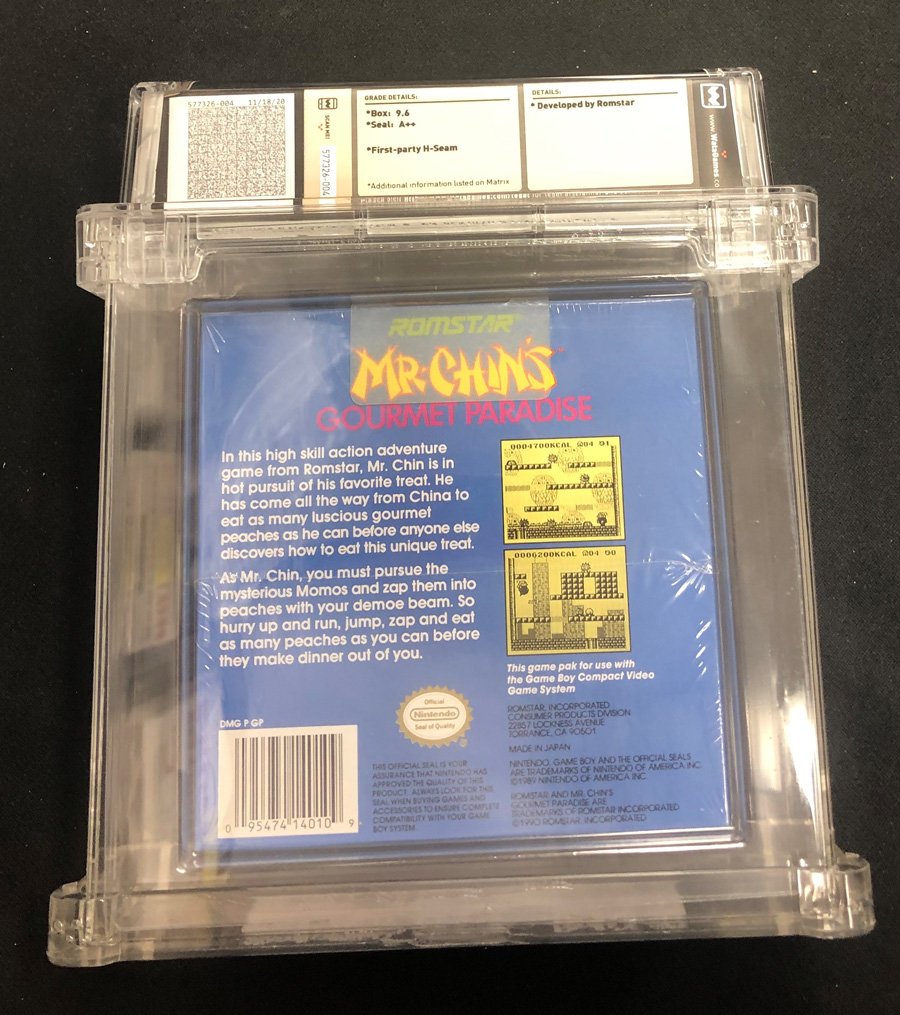 577326-004 11/18/20
SCAN ME!
577326-004
GRADE DETAILS:
*Box: 9.6
*Seal: A++
*First-party H-Seam
*Additional information listed on Matrix
DETAILS:
* Developed by Romstar
ROMSTAR
MR. CHIN'S™
GOURMET PARADISE
In this high skill action adventure
game from Romstar, Mr. Chin is in
hot pursuit of his favorite treat. He
has come all the way from China to
eat as many luscious gourmet
peaches as he can before anyone else
discovers how to eat this unique treat.
As Mr. Chin, you must pursue the
mysterious Momos and zap them into
peaches with your demoe beam. So
hurry up and run, jump, zap and eat
as many peaches as you can before
they make dinner out of you.
0004700KCAL
0006200KCAL
This game pak for use with
the Game Boy Compact Video
Game System
ROMSTAR, INCORPORATED
CONSUMER PRODUCTS DIVISION
22857 LOCKNESS AVENUE
TORRANCE, CA 90501
MADE IN JAPAN
NINTENDO, GAME BOY AND THE OFFICIAL SEALS
ARE TRADEMARKS OF NINTENDO OF AMERICA INC.
©1989 NINTENDO OF AMERICA INC.
ROMSTAR AND MR. CHIN'S
GOURMET PARADISE ARE
TRADEMARKS OF ROMSTAR INCORPORATED
©1990 ROMSTAR, INCORPORATED
DMG P GP
Official
Nintendo
Seal of Quality
THIS OFFICIAL SEAL IS YOUR
ASSURANCE THAT NINTENDO HAS
APPROVED THE QUALITY OF THIS
PRODUCT. ALWAYS LOOK FOR THIS
SEAL WHEN BUYING GAMES AND
ACCESSORIES TO ENSURE COMPLETE
COMPATIBILITY WITH YOUR GAME
BOY SYSTEM.
0 95474 14010 9